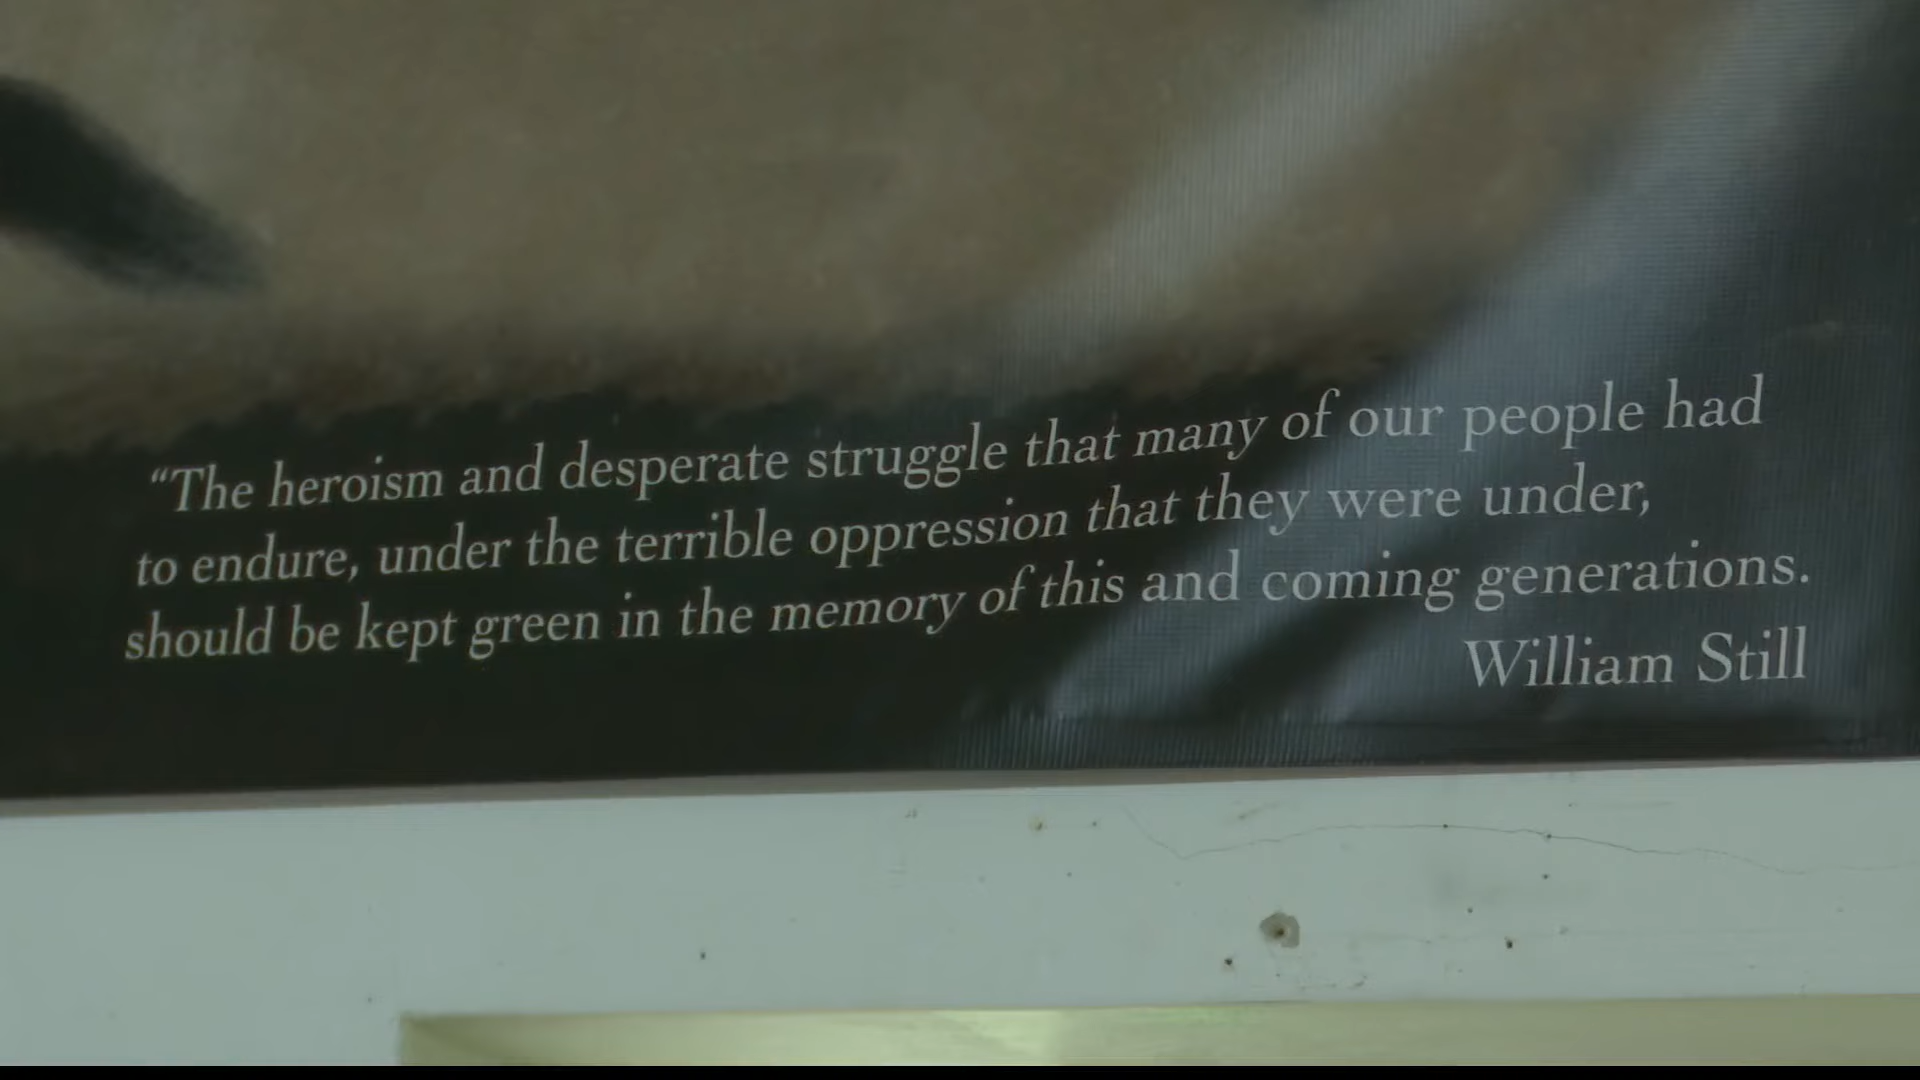 “The heroism and desperate struggle that many of our people had
to endure, under the terrible oppression that they were under,
should be kept green in the memory of this and coming generations.
William Still